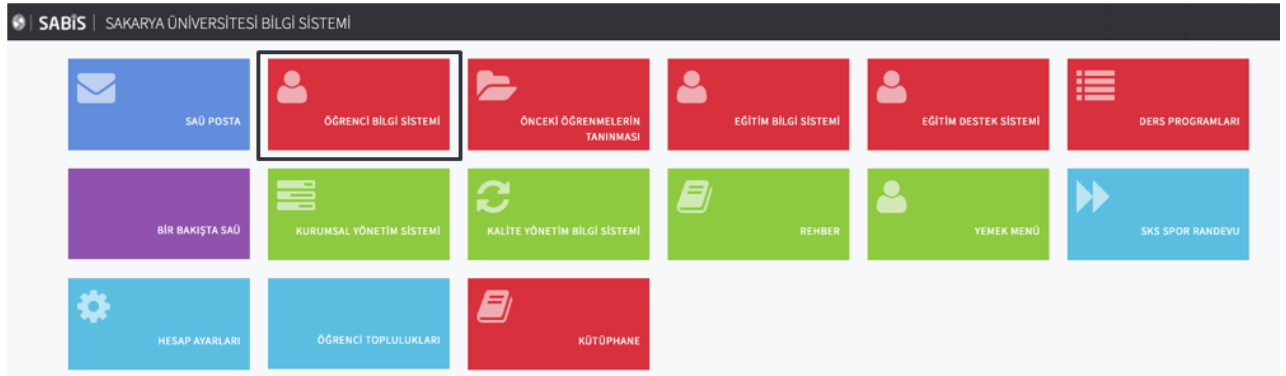 SABİS | SAKARYA ÜNİVERSİTESİ BİLGİ SİSTEMİ
SAÜ POSTA
ÖĞRENCİ BİLGİ SİSTEMİ
ÖNCEKİ ÖĞRENMELERİN
TANINMASI
EĞİTİM BİLGİ SİSTEMİ
EĞİTİM DESTEK SİSTEMİ
DERS PROGRAMLARI
BİR BAKIŞTA SAÜ
KURUMSAL YÖNETİM SİSTEMİ
KALİTE YÖNETİM BİLGİ SİSTEMİ
REHBER
YEMEK MENÜ
SKS SPOR RANDEVU
HESAP AYARLARI
ÖĞRENCİ TOPLULUKLARI
KÜTÜPHANE